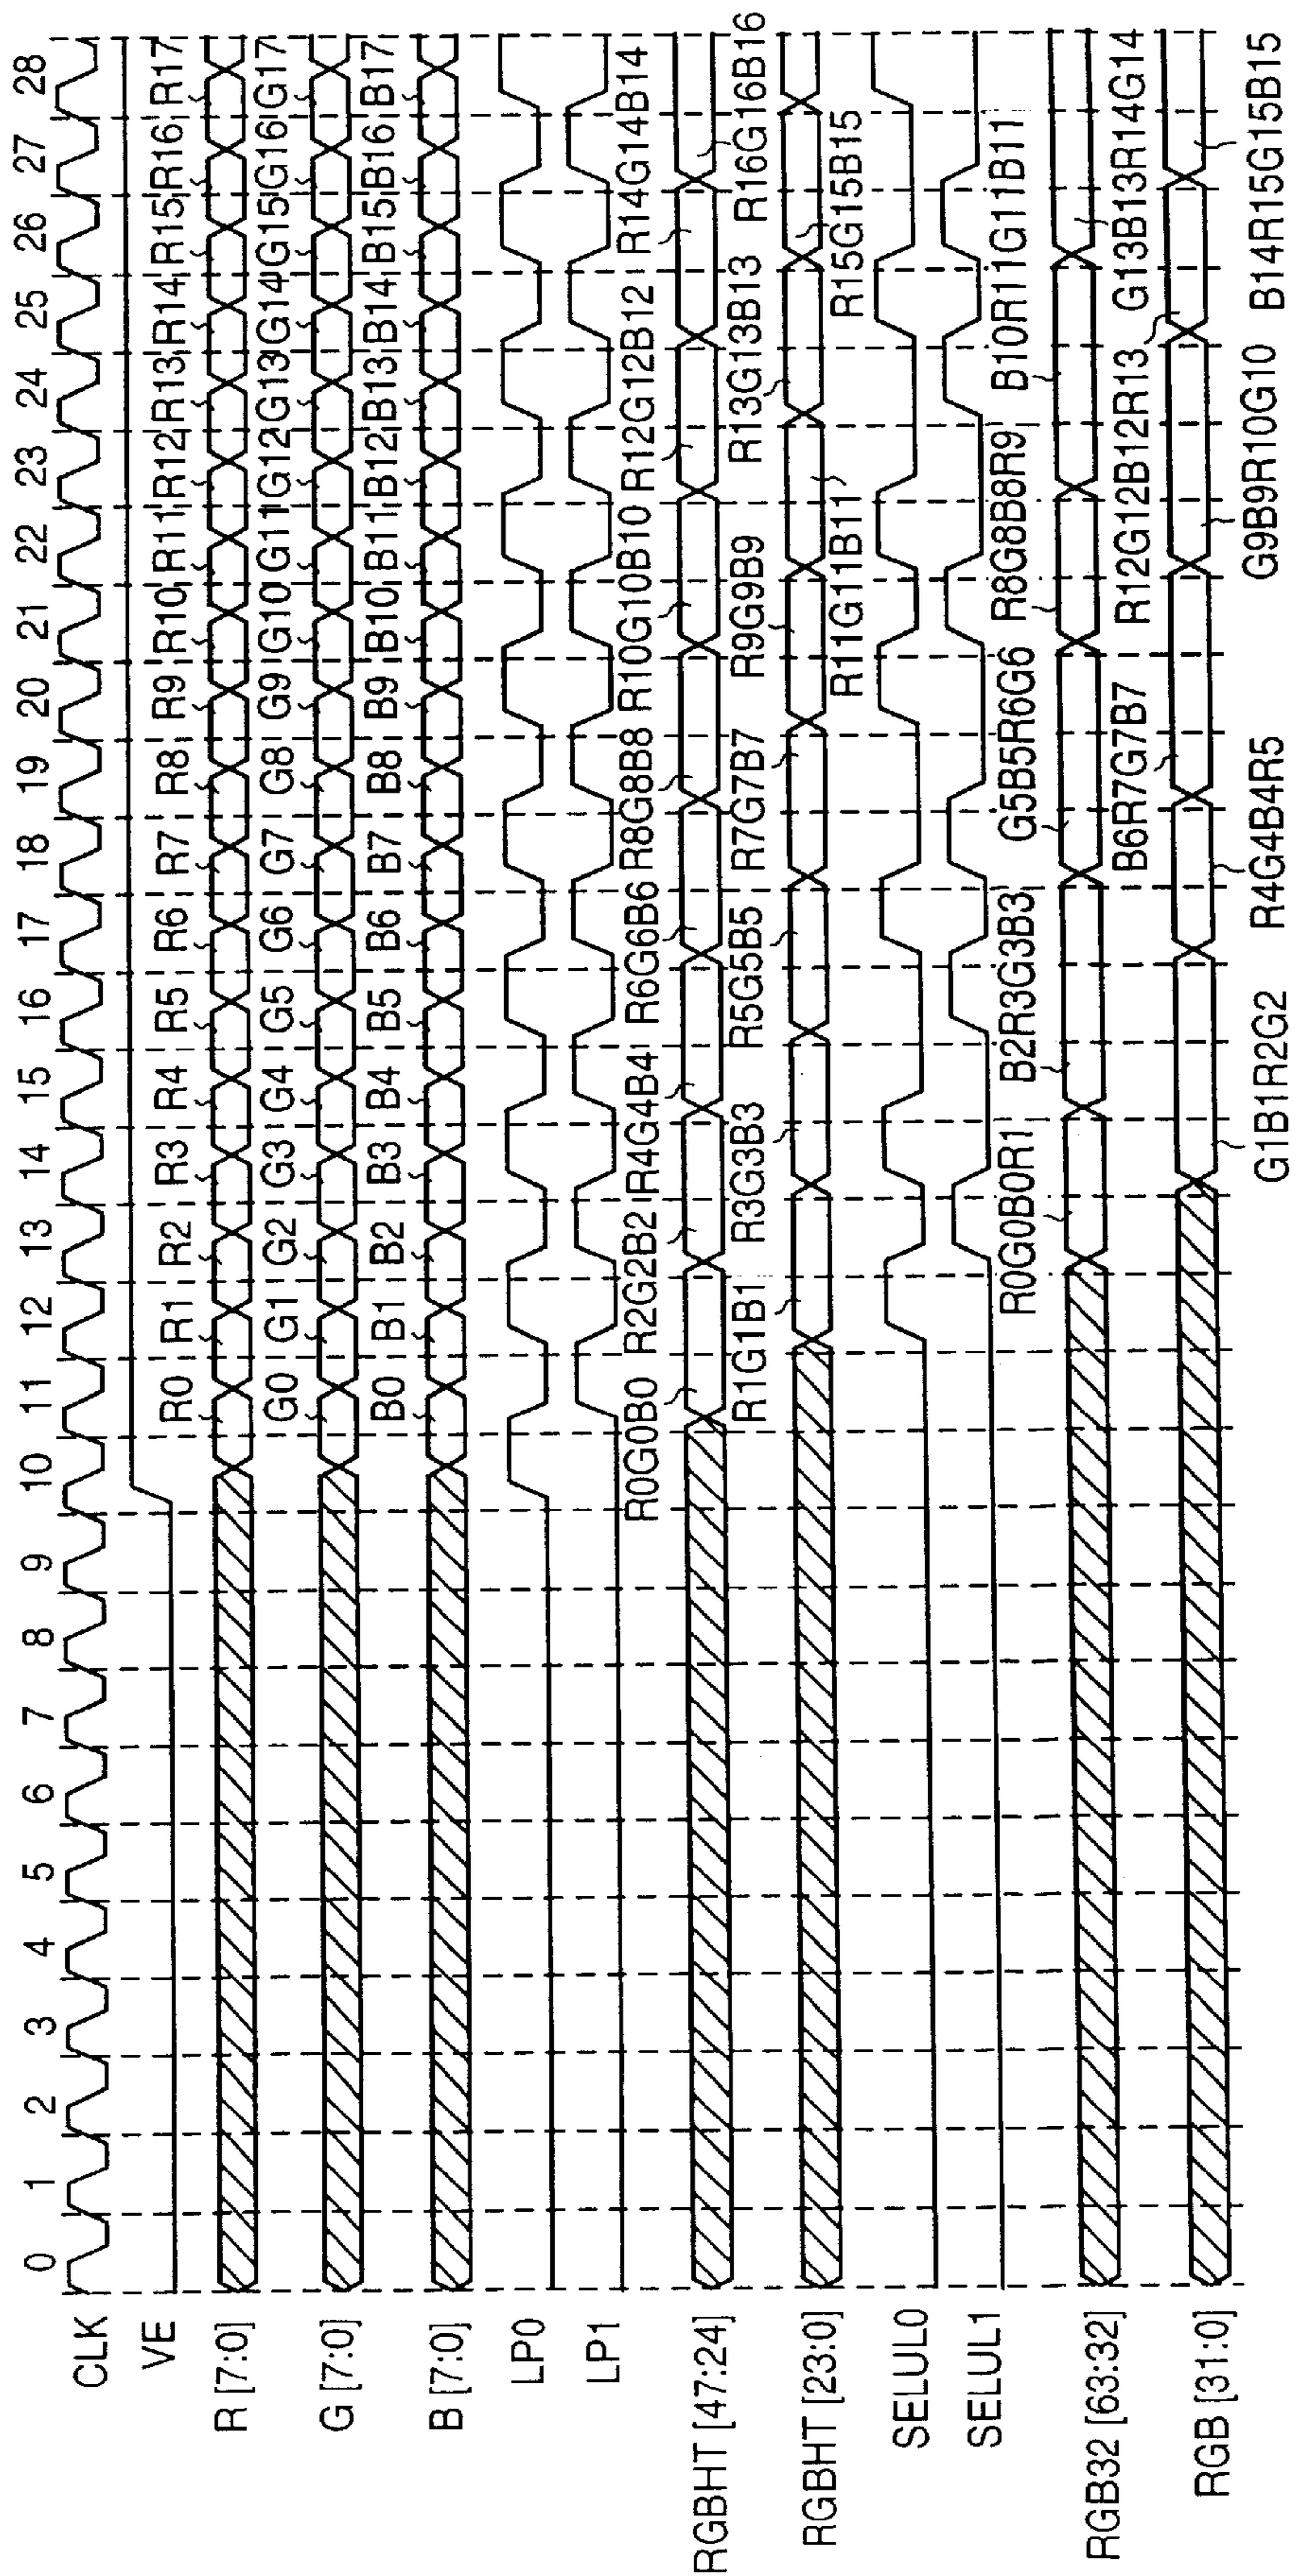 0 1 2 3 4 5 6 7 8 9 10 11 12 13 14 15 16 17 18 19 20 21 22 23 24 25 26 27 28
CLK
VE
R0 R1 R2 R3 R4 R5 R6 R7 R8 R9 R10 R11 R12 R13 R14 R15 R16 R17
R [7:0]
G0 G1 G2 G3 G4 G5 G6 G7 G8 G9 G10 G11 G12 G13 G14 G15 G16 G17
G [7:0]
B0 B1 B2 B3 B4 B5 B6 B7 B8 B9 B10 B11 B12 B13 B14 B15 B16 B17
B [7:0]
LP0
LP1
R0G0B0 R2G2B2 R4G4B4 R6G6B6 R8G8B8 R10G10B10 R12G12B12 R14G14B14
RGBHT [47:24]
R1G1B1 R3G3B3 R5G5B5 R7G7B7 R9G9B9 R13G13B13 R16G16B16
RGBHT [23:0]
R11G11B11 R15G15B15
SELUL0
SELUL1
R0G0B0R1 B2R3G3B3 G5B5R6G6 R8G8B8R9 B10R11G11B11
RGB32 [63:32]
B6R7G7B7 R12G12B12R13 G13B13R14G14
RGB [31:0]
G1B1R2G2 R4G4B4R5 G9B9R10G10 B14R15G15B15